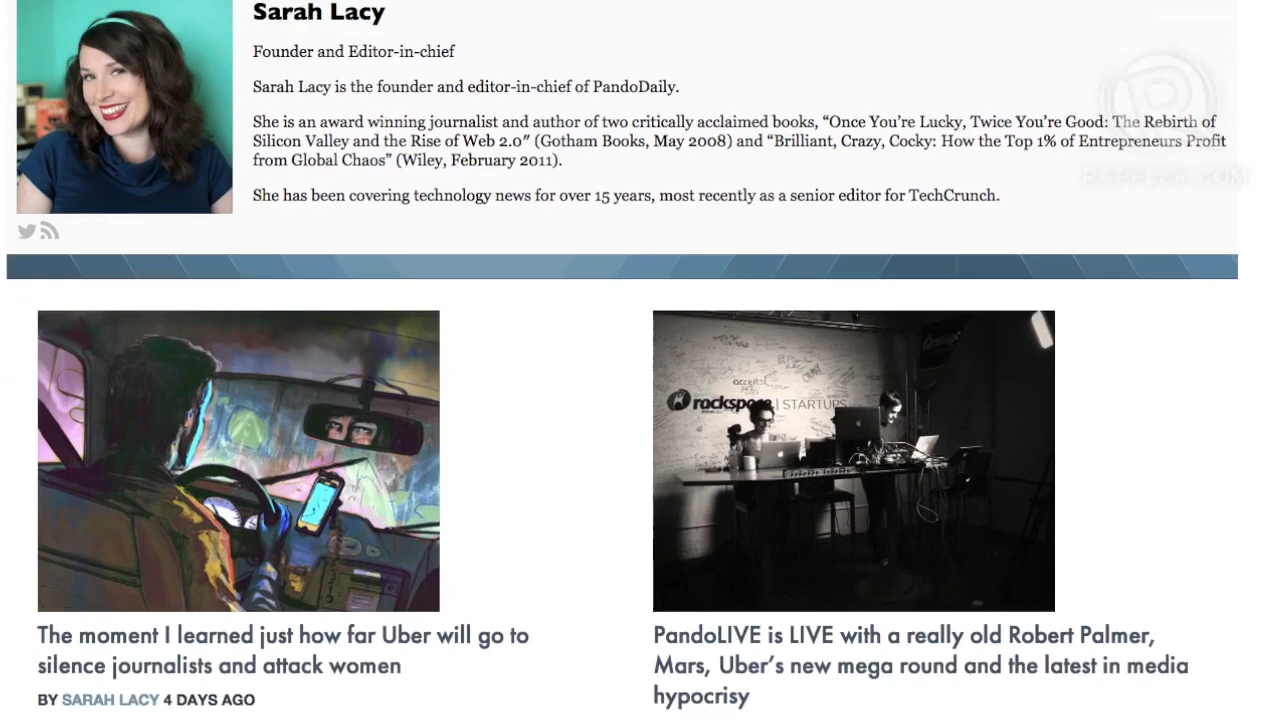 Sarah Lacy
Founder and Editor-in-chief
Sarah Lacy is the founder and editor-in-chief of PandoDaily.
She is an award winning journalist and author of two critically acclaimed books, “Once You’re Lucky, Twice You’re Good: The Rebirth of
Silicon Valley and the Rise of Web 2.0″ (Gotham Books, May 2008) and “Brilliant, Crazy, Cocky: How the Top 1% of Entrepreneurs Profit
from Global Chaos” (Wiley, February 2011).
RAPPLER.COM
She has been covering technology news for over 15 years, most recently as a senior editor for TechCrunch.
rackspace | STARTUPS
The moment I learned just how far Uber will go to
silence journalists and attack women
BY SARAH LACY 4 DAYS AGO
PandoLIVE is LIVE with a really old Robert Palmer,
Mars, Uber’s new mega round and the latest in media
hypocrisy